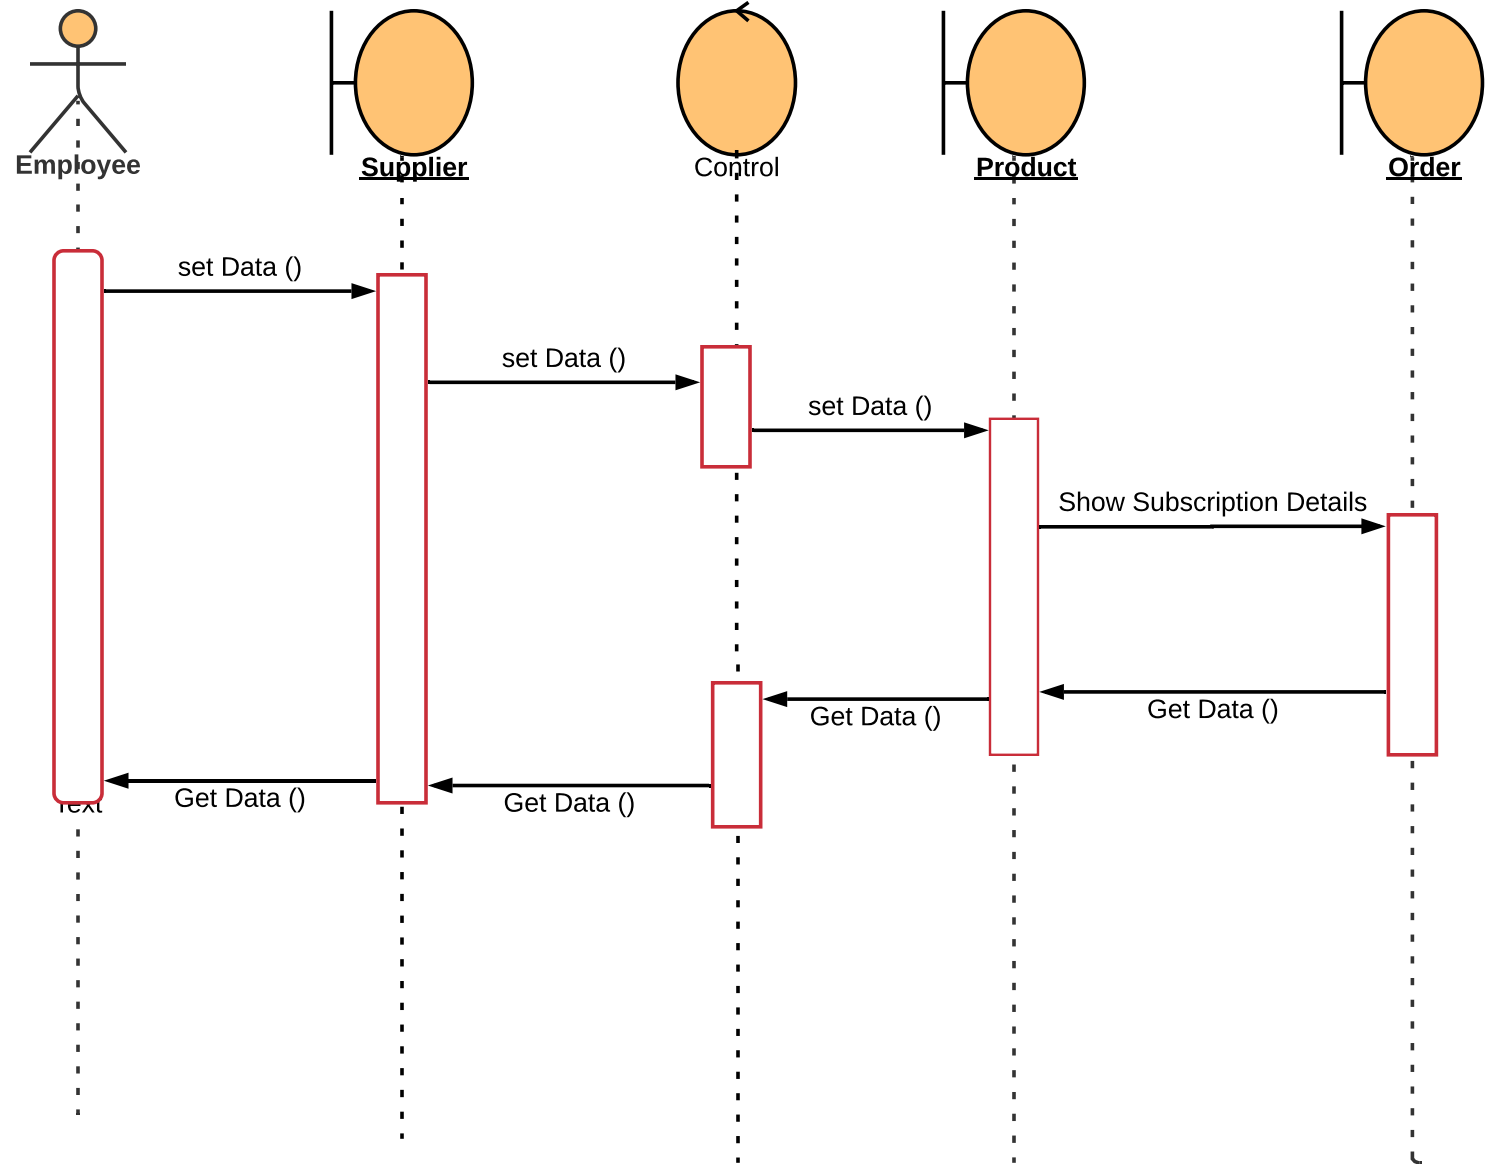 Employee
Supplier
Control
Product
Order
set Data ()
set Data ()
set Data ()
Show Subscription Details
Get Data ()
Get Data ()
Get Data ()
Get Data ()
Text